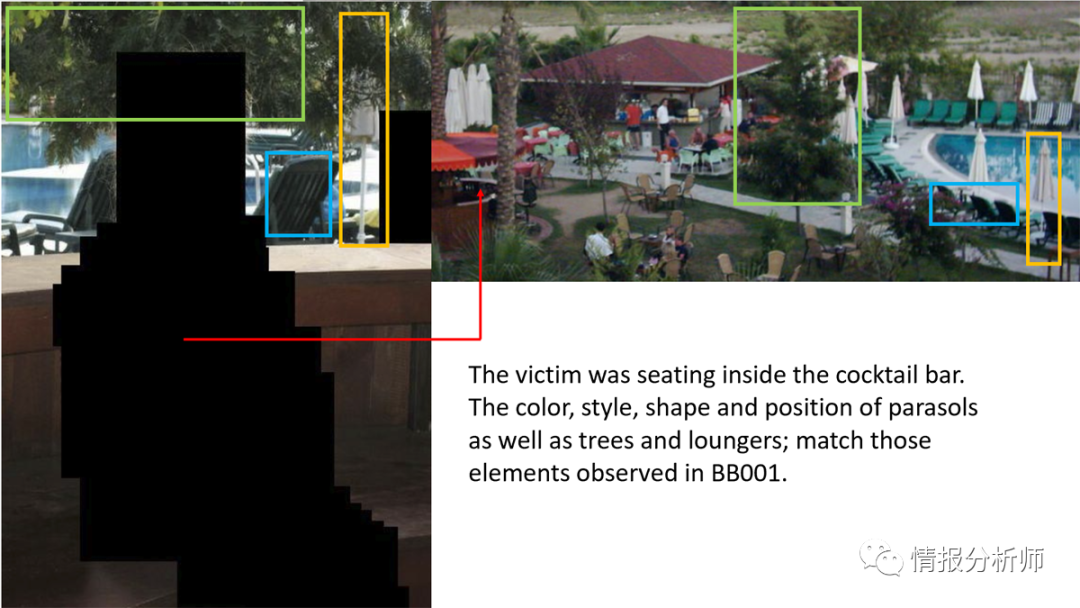 The victim was seating inside the cocktail bar.
The color, style, shape and position of parasols
as well as trees and loungers; match those
elements observed in BB001.
情报分析师